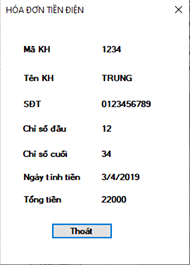 HÓA ĐƠN TIỀN ĐIỆN
Mã KH 1234
Tên KH TRUNG
SĐT 0123456789
Chỉ số đầu 12
Chỉ số cuối 34
Ngày tính tiền 3/4/2019
Tổng tiền 22000
Thoát